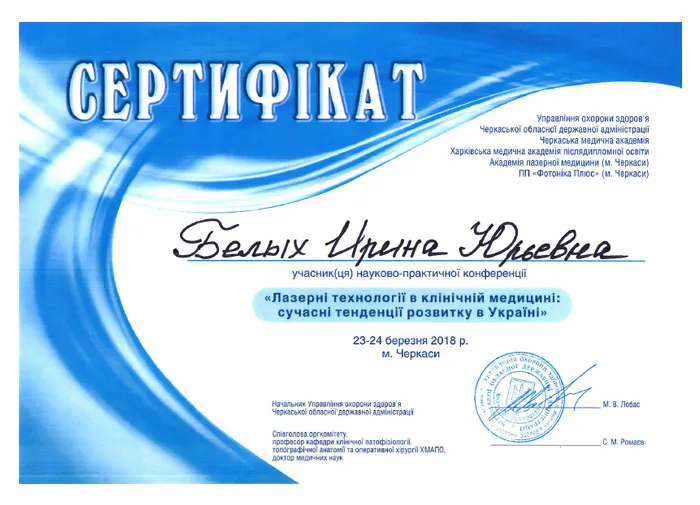 СЕРТИФІКАТ
Управління охорони здоров'я
Черкаської обласної державної адміністрації
Черкаська медична академія
Харківська медична академія післядипломної освіти
Академія лазерної медицини (м. Черкаси)
ПП «Фотоніка Плюс» (м. Черкаси)
Белых Ирина Юрьевна
учасник(ця) науково-практичної конференції
«Лазерні технології в клінічній медицині:
сучасні тенденції розвитку в Україні»
23-24 березня 2018 р.
м. Черкаси
Начальник Управління охорони здоров'я
Черкаської обласної державної адміністрації
М. В. Лобас
Співголова оргкомітету,
професор кафедри клінічної патофізіології,
топографічної анатомії та оперативної хірургії ХМАПО,
доктор медичних наук
С. М. Ромаєв